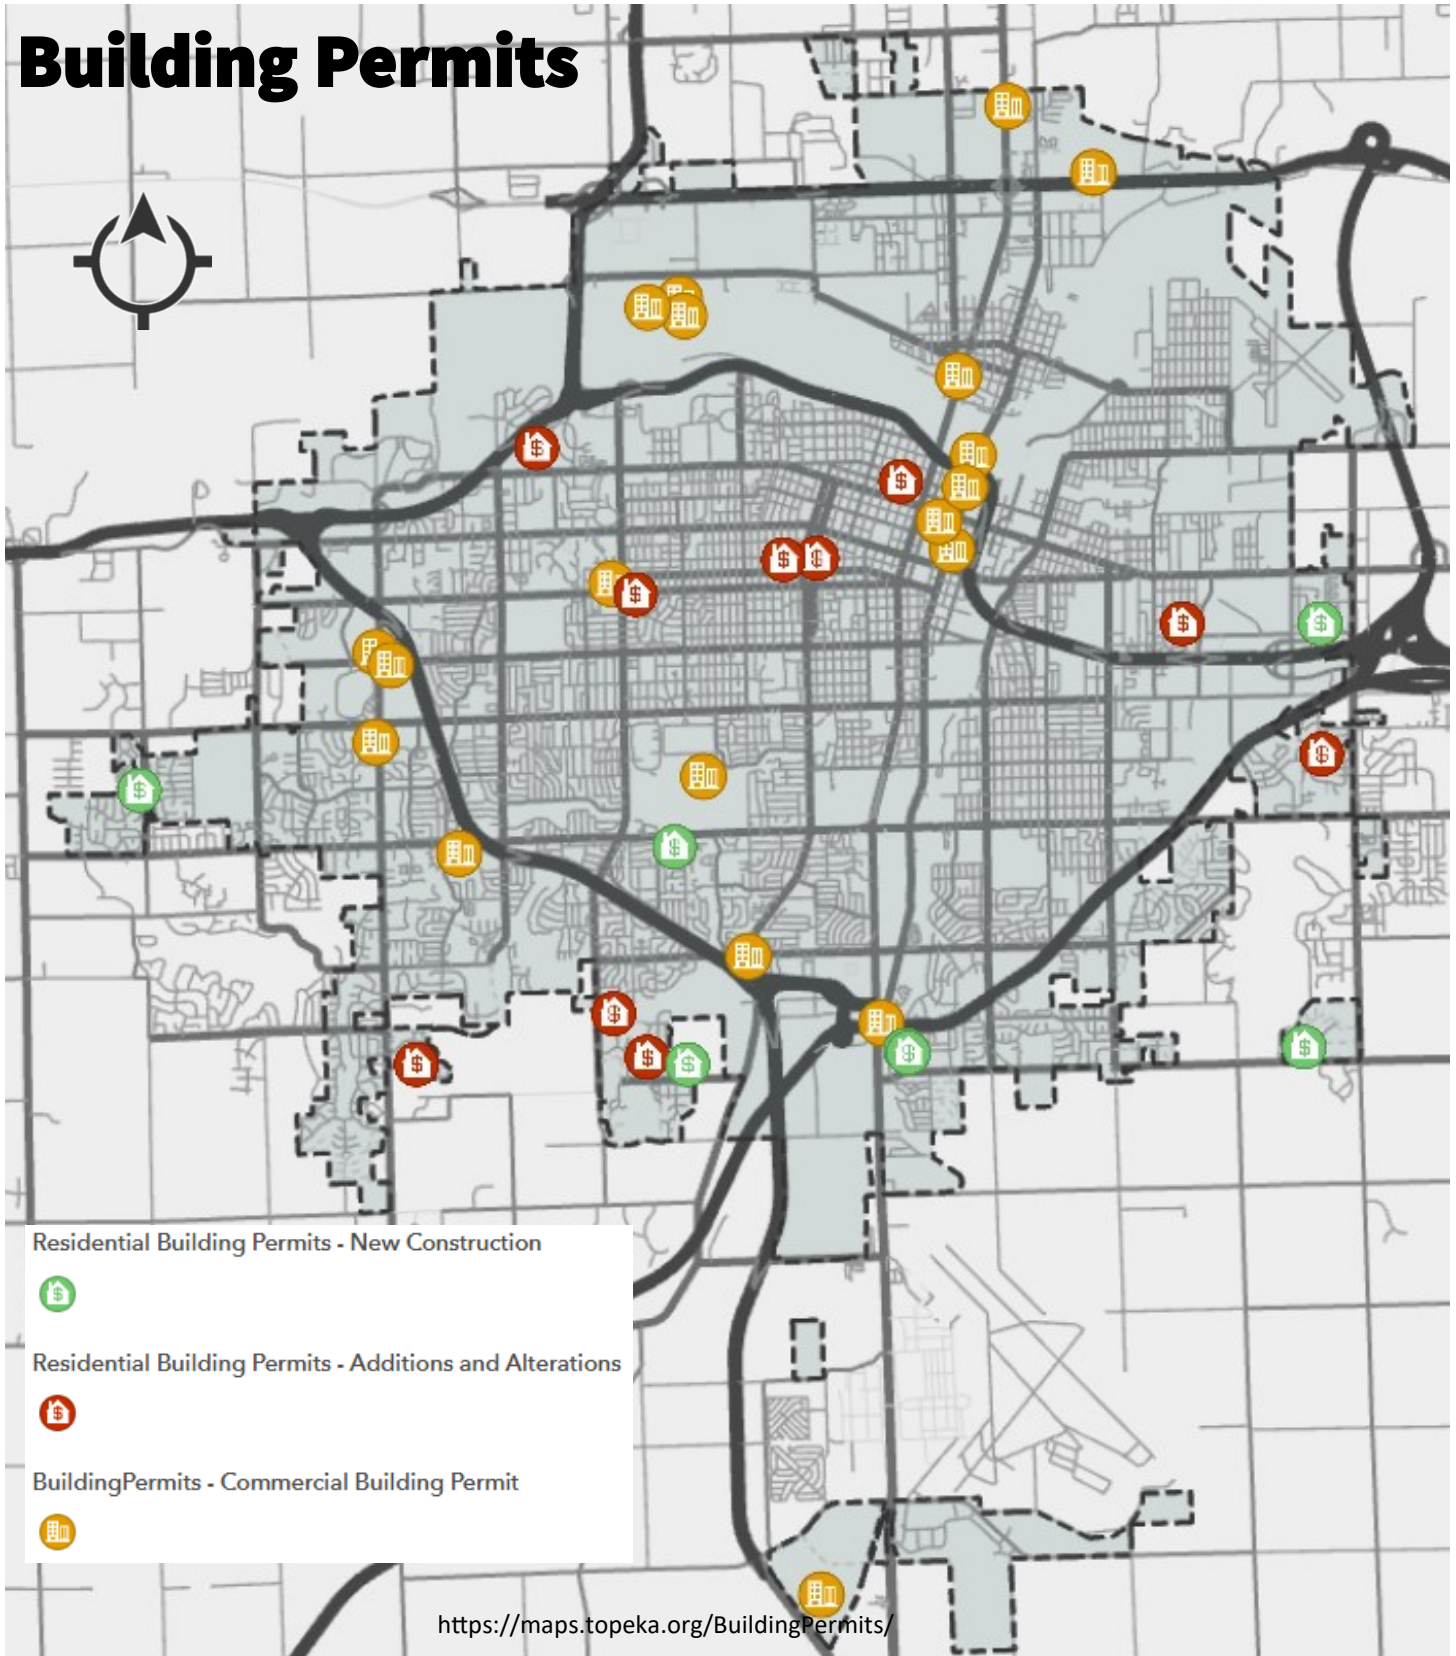 Building Permits
Residential Building Permits - New Construction
Residential Building Permits - Additions and Alterations
BuildingPermits - Commercial Building Permit
https://maps.topeka.org/BuildingPermits/